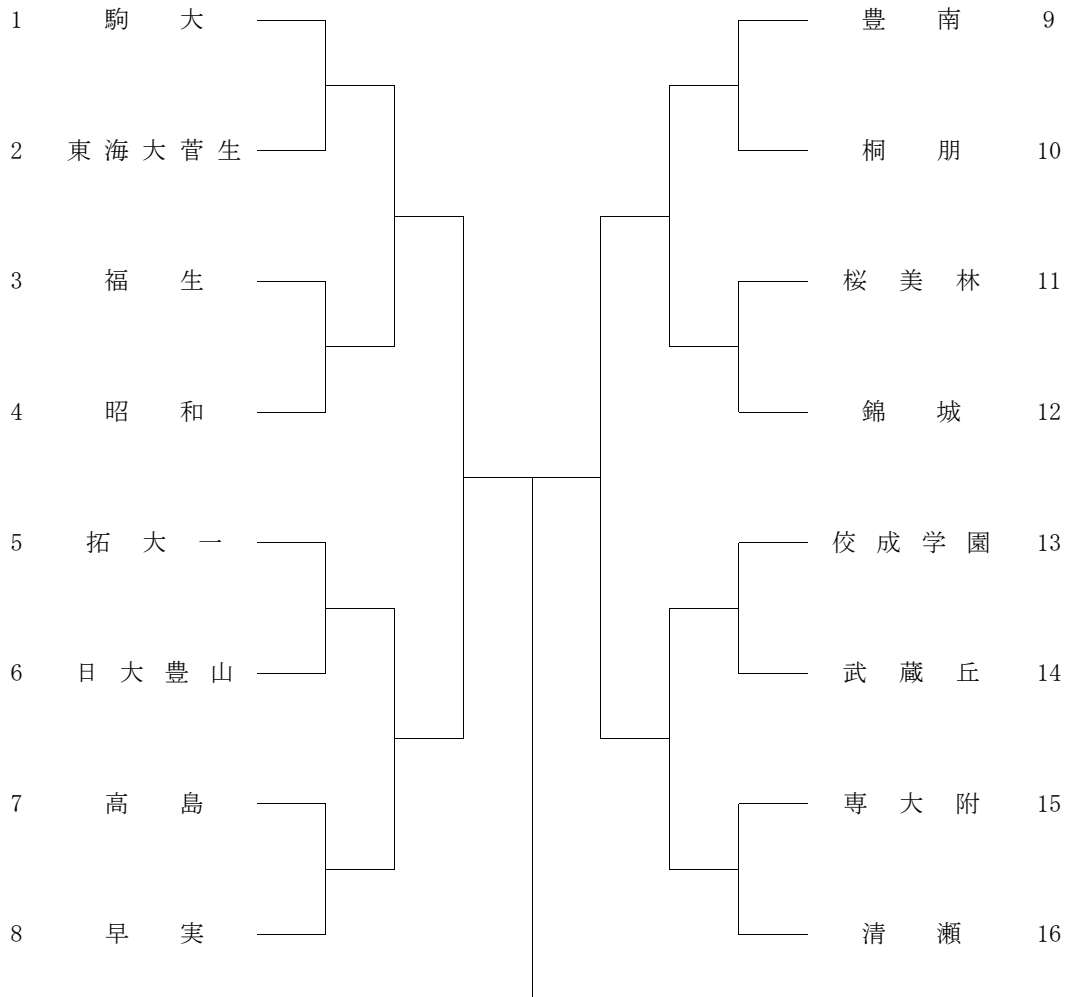 1 駒大
2 東海大菅生
3 福生
4 昭和
5 拓大一
6 日大豊山
7 高島
8 早実
豊南 9
桐朋 10
桜美林 11
錦城 12
佼成学園 13
武蔵丘 14
専大附 15
清瀬 16